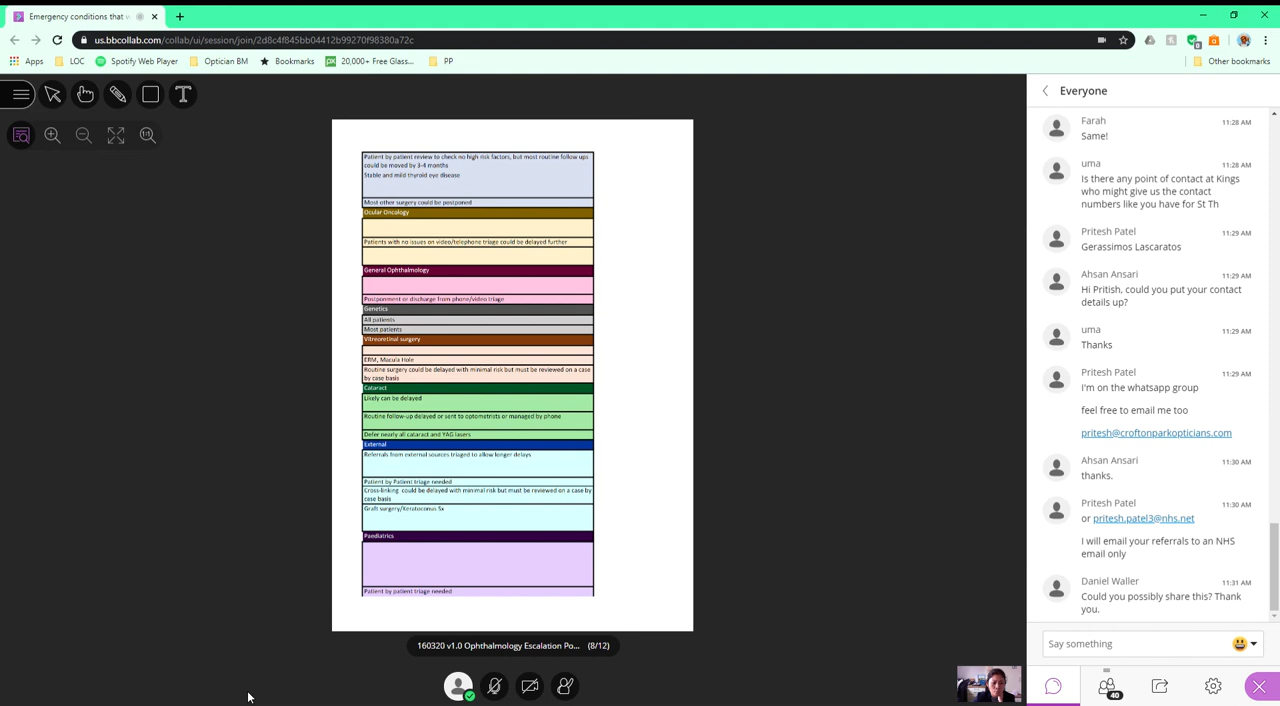 Emergency conditions that
us.bbcollab.com/collab/ui/session/join/2d8c4f845bb04412b99270f98380a72c
Apps
LOC
Spotify Web Player
Optician BM
Bookmarks
20,000+ Free Glass...
PP
Other bookmarks
Patient by patient review to check no high risk factors, but most routine follow ups
could be moved by 3-4 months
Stable and mild thyroid eye disease
Most other surgery could be postponed
Ocular Oncology
Patients with no issues on video/telephone triage could be delayed further
General Ophthalmology
Postponment or discharge from phone/video triage
Genetics
All patients
Most patients
Vitreoretinal surgery
ERM, Macula Hole
Routine surgery could be delayed with minimal risk but must be reviewed on a case
by case basis
Cataract
Likely can be delayed
Routine follow-up delayed or sent to optometrists or managed by phone
Defer nearly all cataract and YAG lasers
External
Referrals from external sources triaged to allow longer delays
Patient by Patient triage needed
Cross-linking could be delayed with minimal risk but must be reviewed on a case by
case basis
Graft surgery/Keratoconus Sx
Paediatrics
Patient by patient triage needed
160320 v1.0 Ophthalmology Escalation Po... (8/12)
Everyone
Farah
11:28 AM
Same!
uma
11:28 AM
Is there any point of contact at Kings
who might give us the contact
numbers like you have for St Th
Pritesh Patel
11:29 AM
Gerassimos Lascaratos
Ahsan Ansari
11:29 AM
Hi Pritish, could you put your contact
details up?
uma
11:29 AM
Thanks
Pritesh Patel
11:29 AM
I'm on the whatsapp group
feel free to email me too
pritesh@croftonparkopticians.com
Ahsan Ansari
11:30 AM
thanks.
Pritesh Patel
11:30 AM
or pritesh.patel3@nhs.net
I will email your referrals to an NHS
email only
Daniel Waller
11:31 AM
Could you possibly share this? Thank
you.
Say something
40